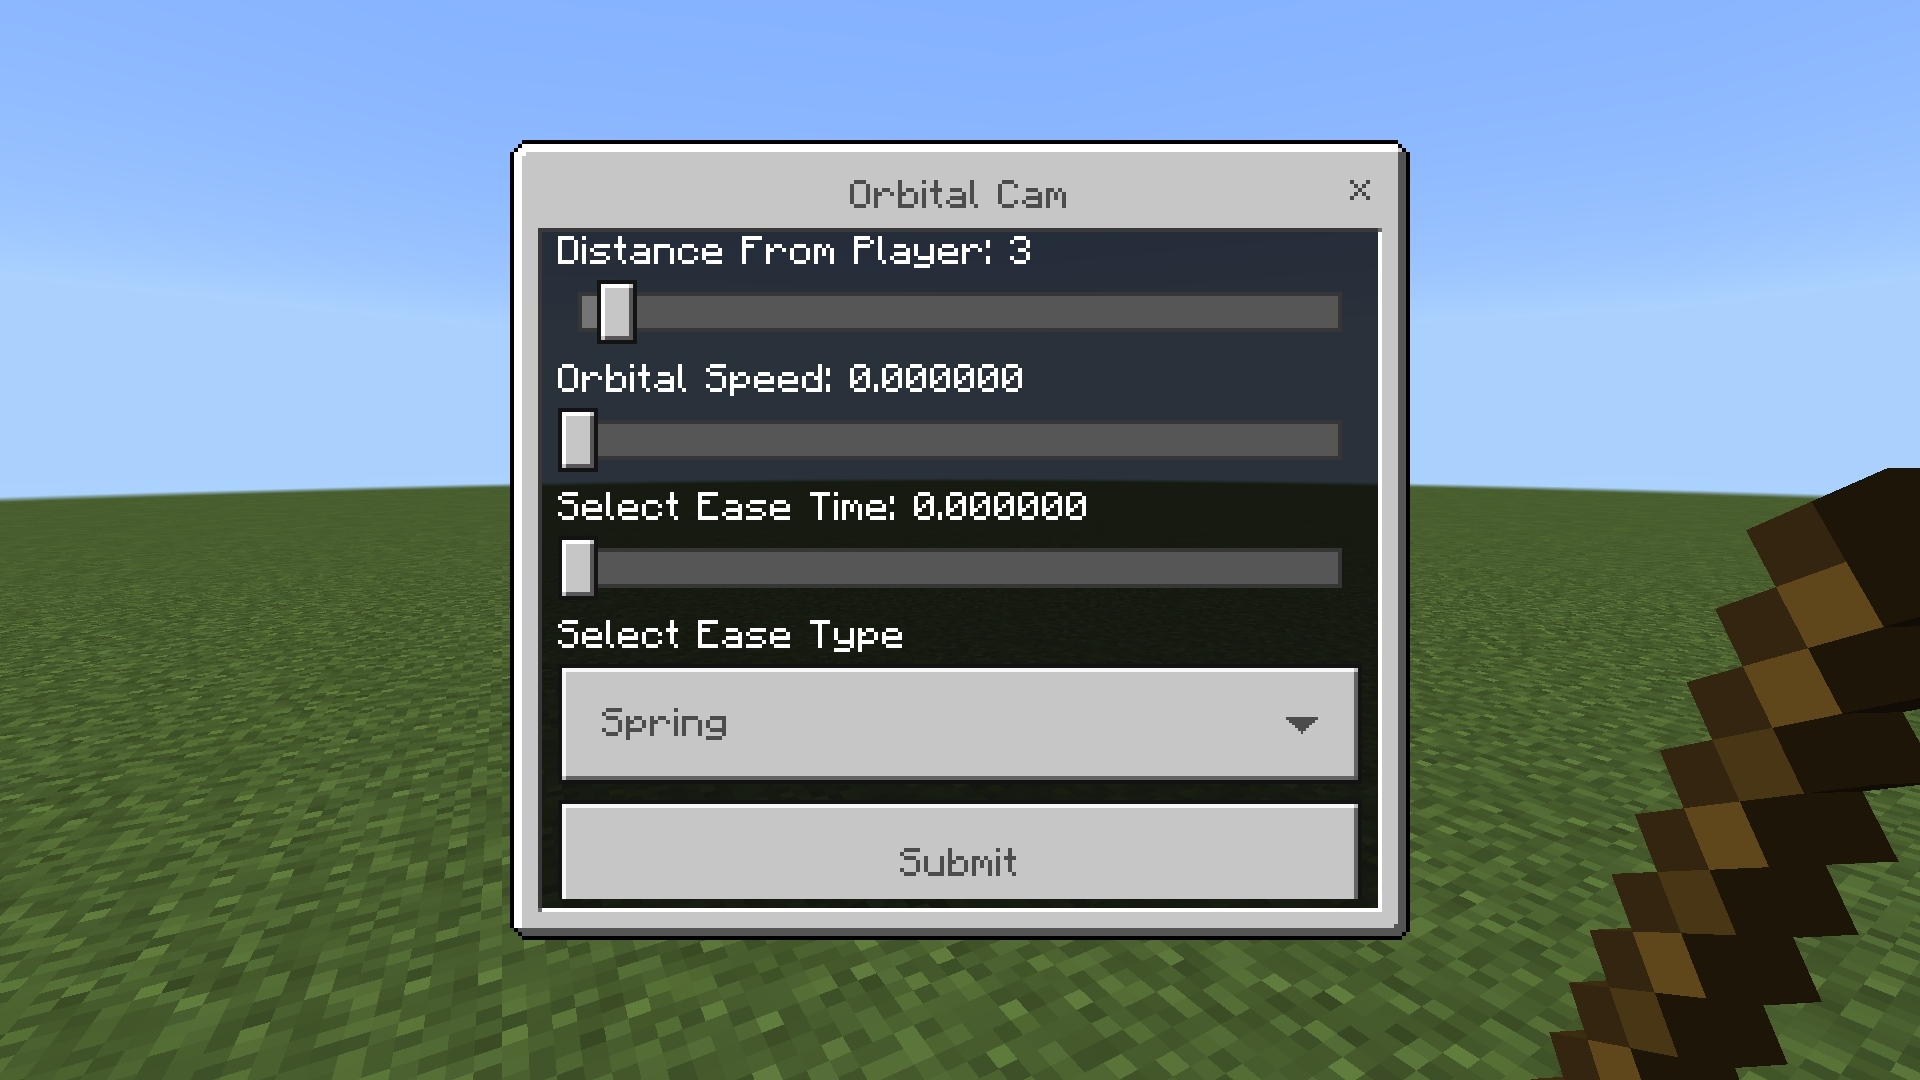 Orbital Cam
Distance From Player: 3
Orbital Speed: 0.000000
Select Ease Time: 0.000000
Select Ease Type
Spring
Submit